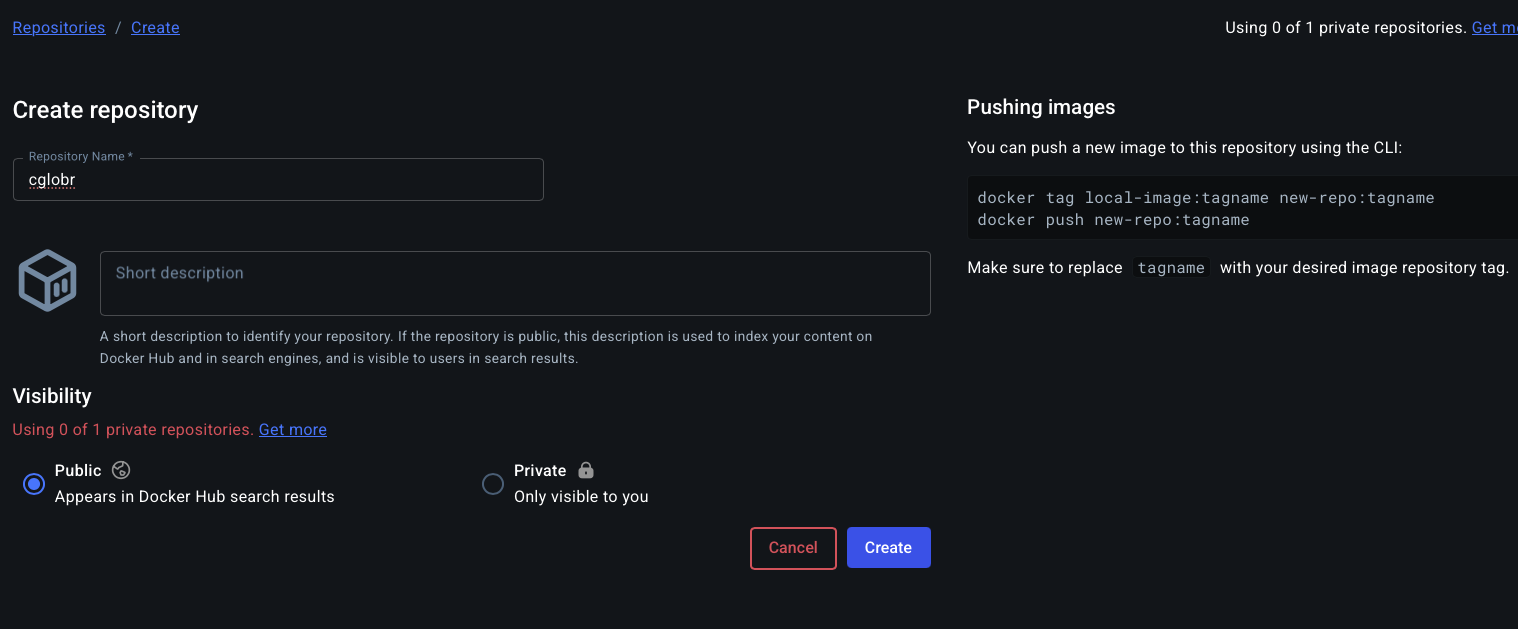 Repositories / Create
Using 0 of 1 private repositories. Get m
Create repository
Repository Name *
cglobr
Short description
A short description to identify your repository. If the repository is public, this description is used to index your content on
Docker Hub and in search engines, and is visible to users in search results.
Visibility
Using 0 of 1 private repositories. Get more
Public
Appears in Docker Hub search results
Private
Only visible to you
Cancel
Create
Pushing images
You can push a new image to this repository using the CLI:
docker tag local-image:tagname new-repo:tagname
docker push new-repo:tagname
Make sure to replace tagname with your desired image repository tag.